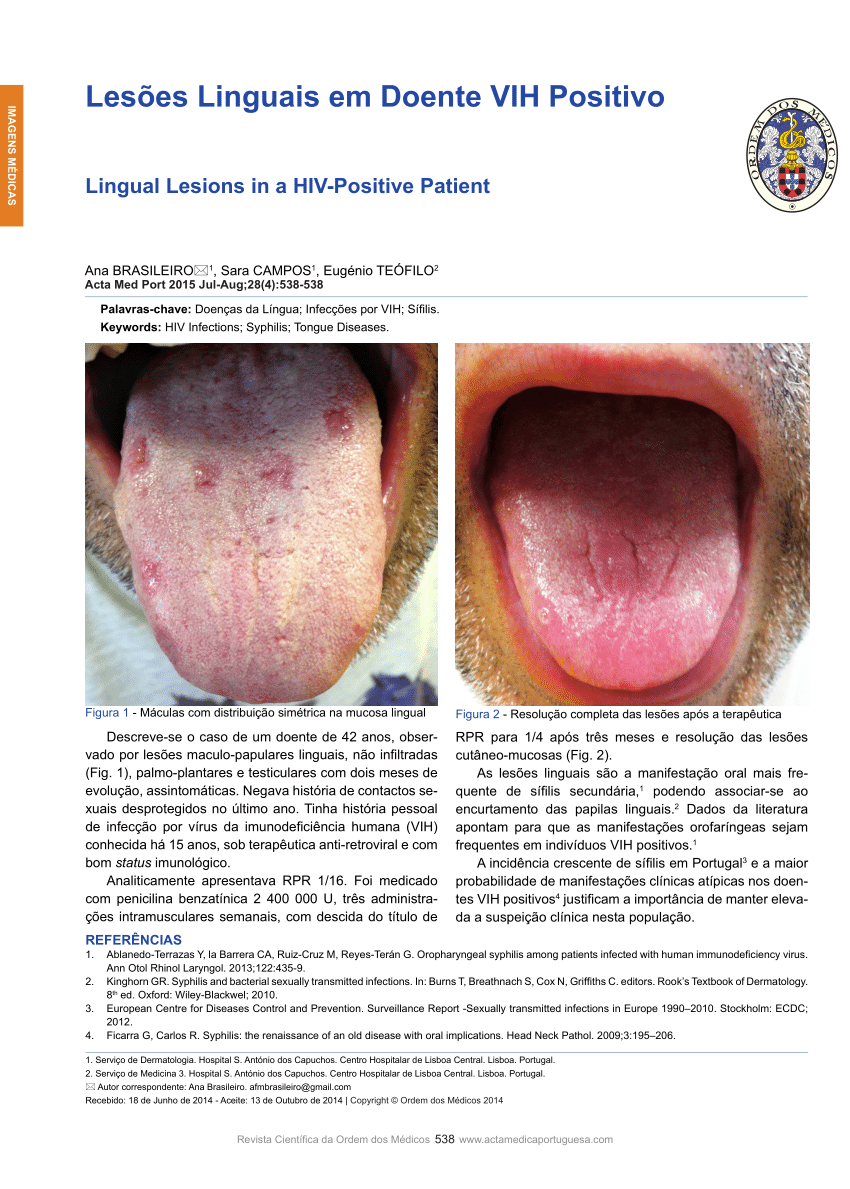 Lesões Linguais em Doente VIH Positivo
IMAGENS MÉDICAS
ORDEM DOS MÉDICOS
Lingual Lesions in a HIV-Positive Patient
Ana BRASILEIRO✉1, Sara CAMPOS1, Eugénio TEÓFILO2
Acta Med Port 2015 Jul-Aug;28(4):538-538
Palavras-chave: Doenças da Língua; Infecções por VIH; Sífilis.
Keywords: HIV Infections; Syphilis; Tongue Diseases.
Figura 1 - Máculas com distribuição simétrica na mucosa lingual
Descreve-se o caso de um doente de 42 anos, obser-
vado por lesões maculo-papulares linguais, não infiltradas
(Fig. 1), palmo-plantares e testiculares com dois meses de
evolução, assintomáticas. Negava história de contactos se-
xuais desprotegidos no último ano. Tinha história pessoal
de infecção por vírus da imunodeficiência humana (VIH)
conhecida há 15 anos, sob terapêutica anti-retroviral e com
bom status imunológico.
Analiticamente apresentava RPR 1/16. Foi medicado
com penicilina benzatínica 2 400 000 U, três administra-
ções intramusculares semanais, com descida do título de
Figura 2 - Resolução completa das lesões após a terapêutica
RPR para 1/4 após três meses e resolução das lesões
cutâneo-mucosas (Fig. 2).
As lesões linguais são a manifestação oral mais fre-
quente de sífilis secundária,1 podendo associar-se ao
encurtamento das papilas linguais.2 Dados da literatura
apontam para que as manifestações orofaríngeas sejam
frequentes em indivíduos VIH positivos.1
A incidência crescente de sífilis em Portugal3 e a maior
probabilidade de manifestações clínicas atípicas nos doen-
tes VIH positivos4 justificam a importância de manter eleva-
da a suspeição clínica nesta população.
REFERÊNCIAS
1. Ablanedo-Terrazas Y, la Barrera CA, Ruiz-Cruz M, Reyes-Terán G. Oropharyngeal syphilis among patients infected with human immunodeficiency virus.
Ann Otol Rhinol Laryngol. 2013;122:435-9.
2. Kinghorn GR. Syphilis and bacterial sexually transmitted infections. In: Burns T, Breathnach S, Cox N, Griffiths C. editors. Rook’s Textbook of Dermatology.
8th ed. Oxford: Wiley-Blackwel; 2010.
3. European Centre for Diseases Control and Prevention. Surveillance Report -Sexually transmitted infections in Europe 1990–2010. Stockholm: ECDC;
2012.
4. Ficarra G, Carlos R. Syphilis: the renaissance of an old disease with oral implications. Head Neck Pathol. 2009;3:195–206.
1. Serviço de Dermatologia. Hospital S. António dos Capuchos. Centro Hospitalar de Lisboa Central. Lisboa. Portugal.
2. Serviço de Medicina 3. Hospital S. António dos Capuchos. Centro Hospitalar de Lisboa Central. Lisboa. Portugal.
✉ Autor correspondente: Ana Brasileiro. afmbrasileiro@gmail.com
Recebido: 18 de Junho de 2014 - Aceite: 13 de Outubro de 2014 | Copyright © Ordem dos Médicos 2014
Revista Científica da Ordem dos Médicos 538 www.actamedicaportuguesa.com